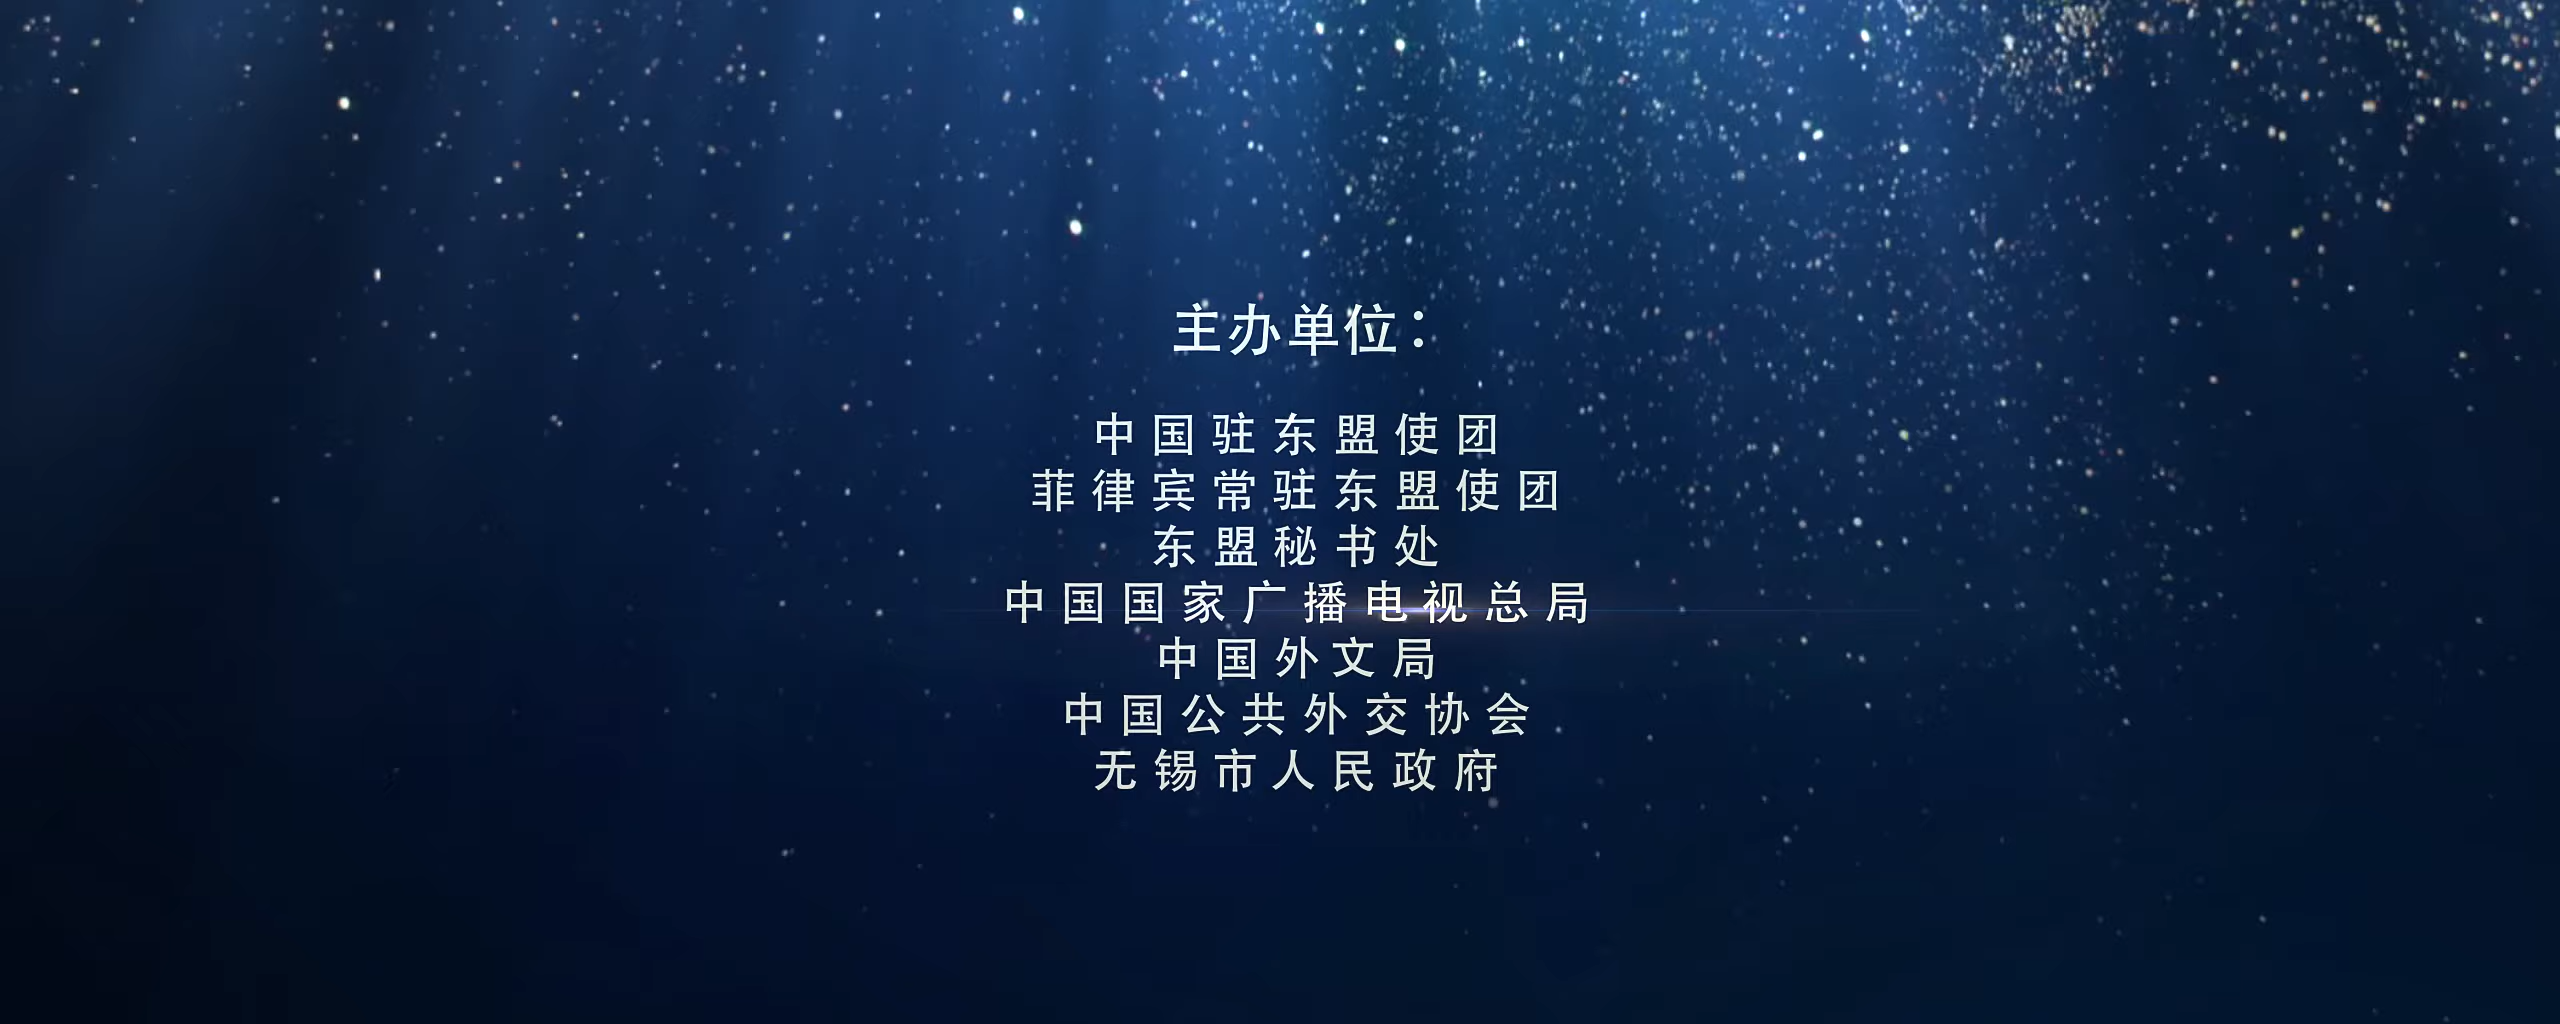 主办单位：
中国驻东盟使团
菲律宾常驻东盟使团
东盟秘书处
中国国家广播电视总局
中国外文局
中国公共外交协会
无锡市人民政府